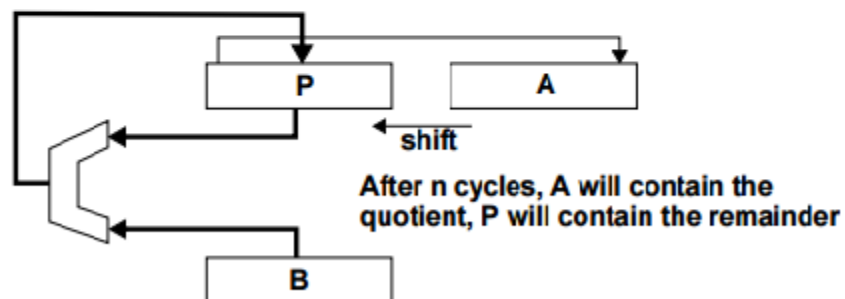 P
A
shift
After n cycles, A will contain the
quotient, P will contain the remainder
B